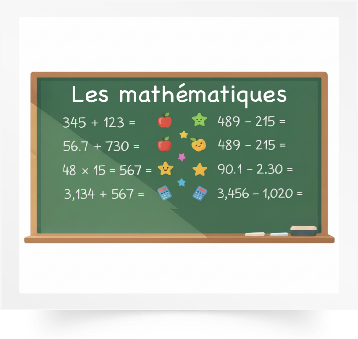 Les mathématiques
345 + 123 =
489 – 215 =
56.7 + 730 =
489 – 215 =
48 × 15 = 567 =
90.1 – 2.30 =
3,134 + 567 =
3,456 – 1,020 =